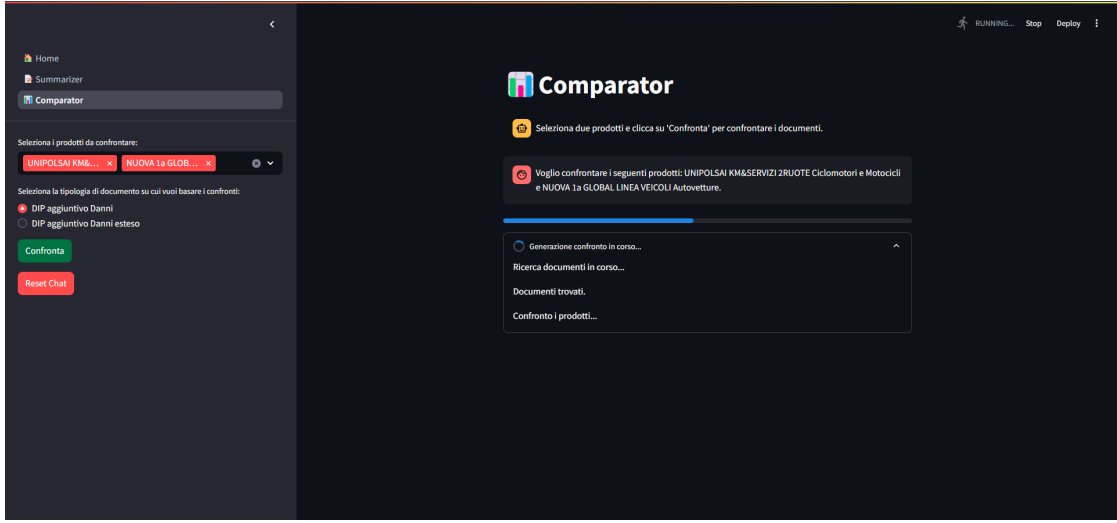 RUNNING...
Stop
Deploy
Home
Summarizer
Comparator
Seleziona i prodotti da confrontare:
UNIPOLSAI KM&... ×
NUOVA 1a GLOB... ×
Seleziona la tipologia di documento su cui vuoi basare i confronti:
DIP aggiuntivo Danni
DIP aggiuntivo Danni esteso
Confronta
Reset Chat
Comparator
Seleziona due prodotti e clicca su 'Confronta' per confrontare i documenti.
Voglio confrontare i seguenti prodotti: UNIPOLSAI KM&SERVIZI 2RUOTE Ciclomotori e Motocicli
e NUOVA 1a GLOBAL LINEA VEICOLI Autovetture.
Generazione confronto in corso...
Ricerca documenti in corso...
Documenti trovati.
Confronto i prodotti...